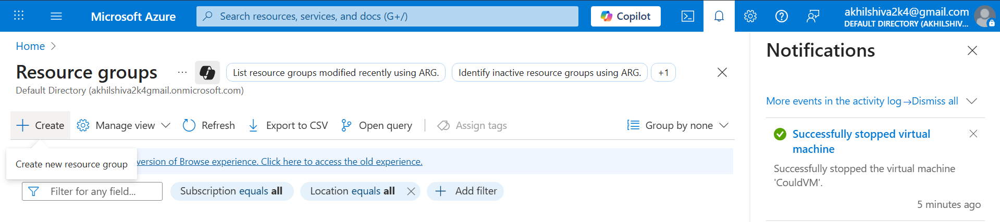 Microsoft Azure
Search resources, services, and docs (G+/)
Copilot
akhilshiva2k4@gmail.com
DEFAULT DIRECTORY (AKHILSHIV...
Home
Resource groups
...
List resource groups modified recently using ARG.
Identify inactive resource groups using ARG.
+1
Default Directory (akhilshiva2k4gmail.onmicrosoft.com)
Create
Manage view
Refresh
Export to CSV
Open query
Assign tags
Group by none
Create new resource group
version of Browse experience. Click here to access the old experience.
Filter for any field...
Subscription equals all
Location equals all
Add filter
Notifications
More events in the activity log →
Dismiss all
Successfully stopped virtual
machine
Successfully stopped the virtual machine
'CouldVM'.
5 minutes ago